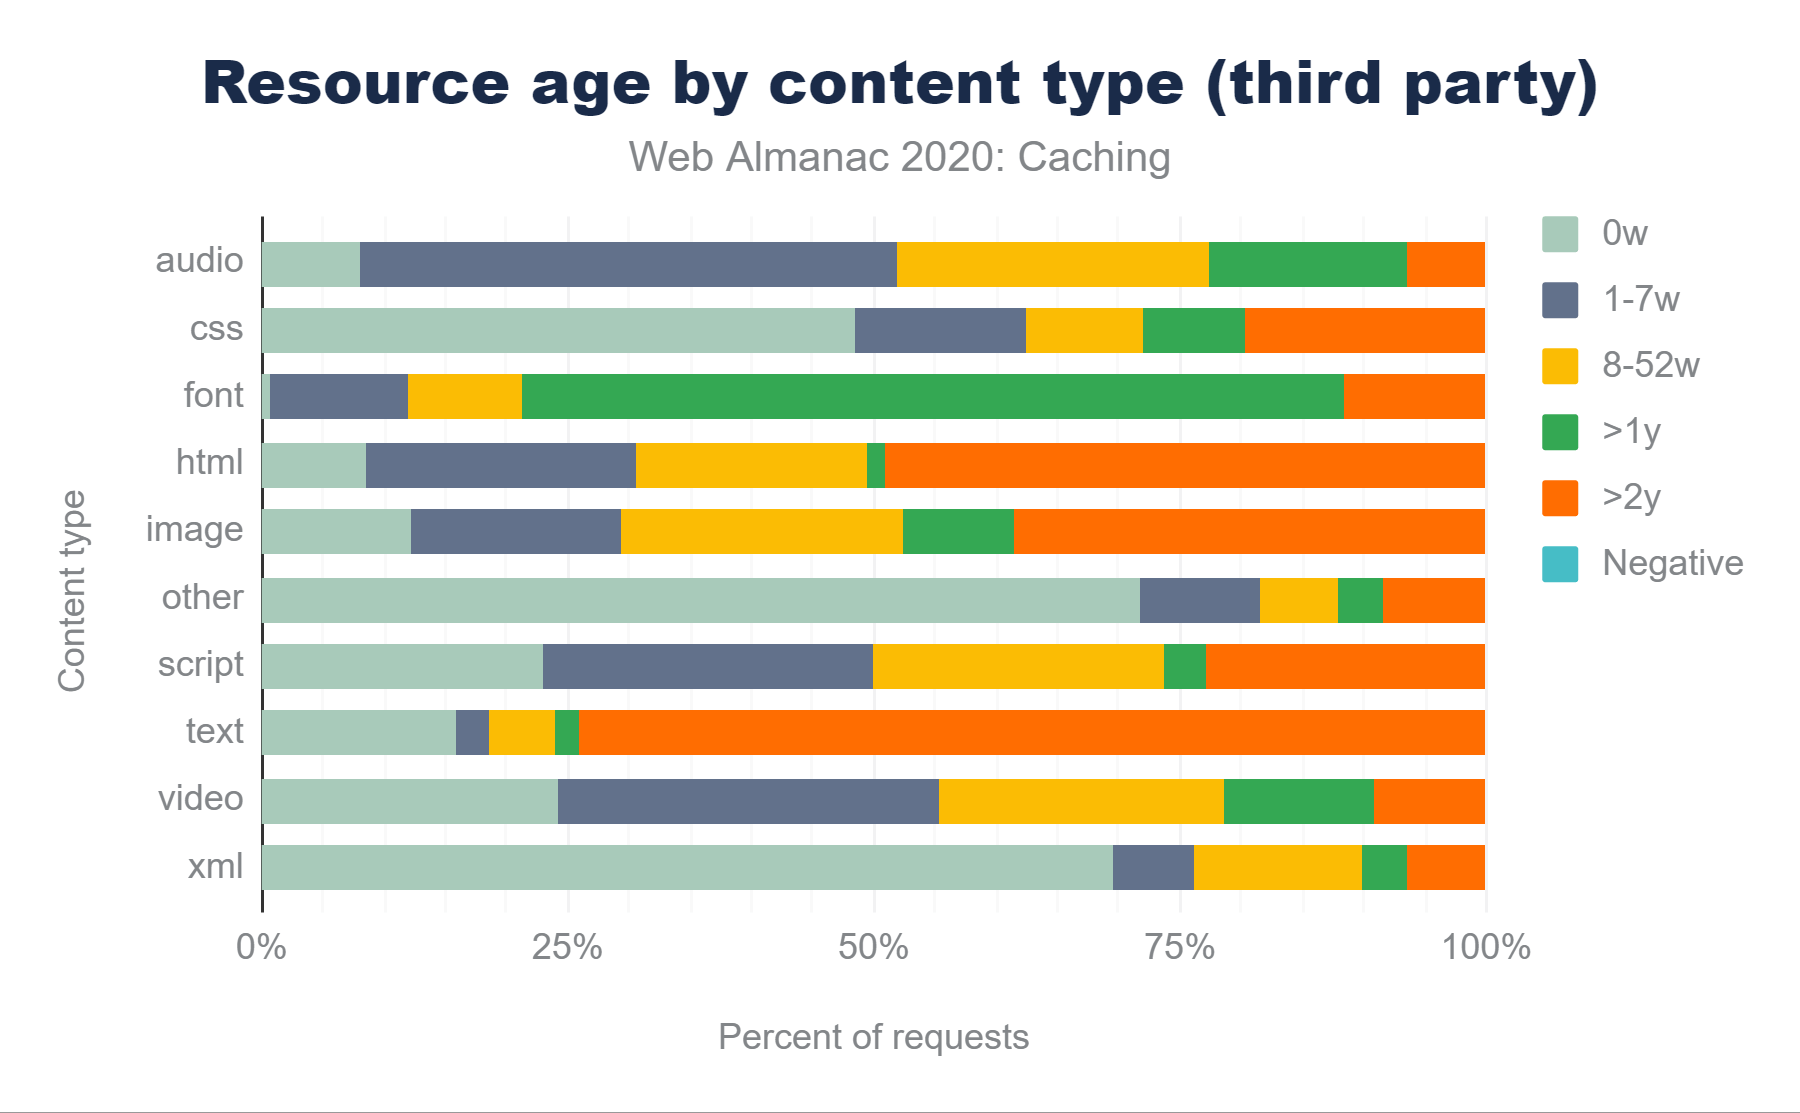 Resource age by content type (third party)
Web Almanac 2020: Caching
Content type
audio
css
font
html
image
other
script
text
video
xml
0% 25% 50% 75% 100%
Percent of requests
0w
1-7w
8-52w
>1y
>2y
Negative